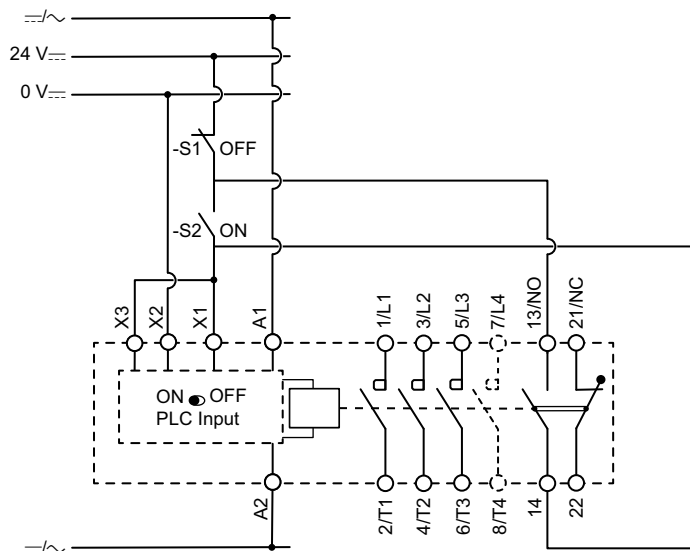 ⎓/∼
24 V⎓
0 V⎓
-S1 OFF
-S2 ON
X3
X2
X1
A1
1/L1
3/L2
5/L3
7/L4
13/NO
21/NC
ON OFF
PLC Input
A2
2/T1
4/T2
6/T3
8/T4
14
22
⎓/∼